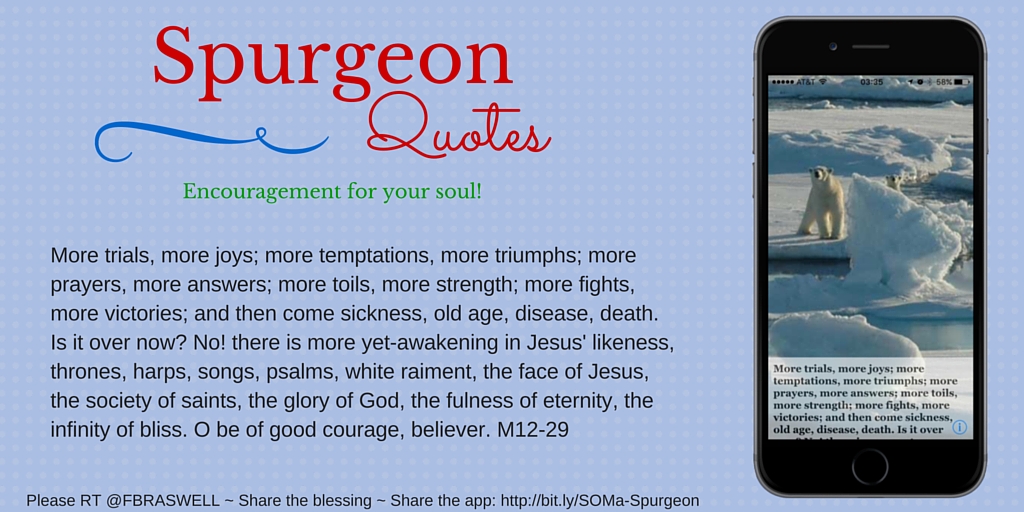 Spurgeon
Quotes
Encouragement for your soul!
More trials, more joys; more temptations, more triumphs; more
prayers, more answers; more toils, more strength; more fights,
more victories; and then come sickness, old age, disease, death.
Is it over now? No! there is more yet-awakening in Jesus' likeness,
thrones, harps, songs, psalms, white raiment, the face of Jesus,
the society of saints, the glory of God, the fulness of eternity, the
infinity of bliss. O be of good courage, believer. M12-29
Please RT @FBRASWELL ~ Share the blessing ~ Share the app: http://bit.ly/SOMa-Spurgeon
AT&T 03:35 58%
More trials, more joys; more
temptations, more triumphs; more
prayers, more answers; more toils,
more strength; more fights, more
victories; and then come sickness,
old age, disease, death. Is it over